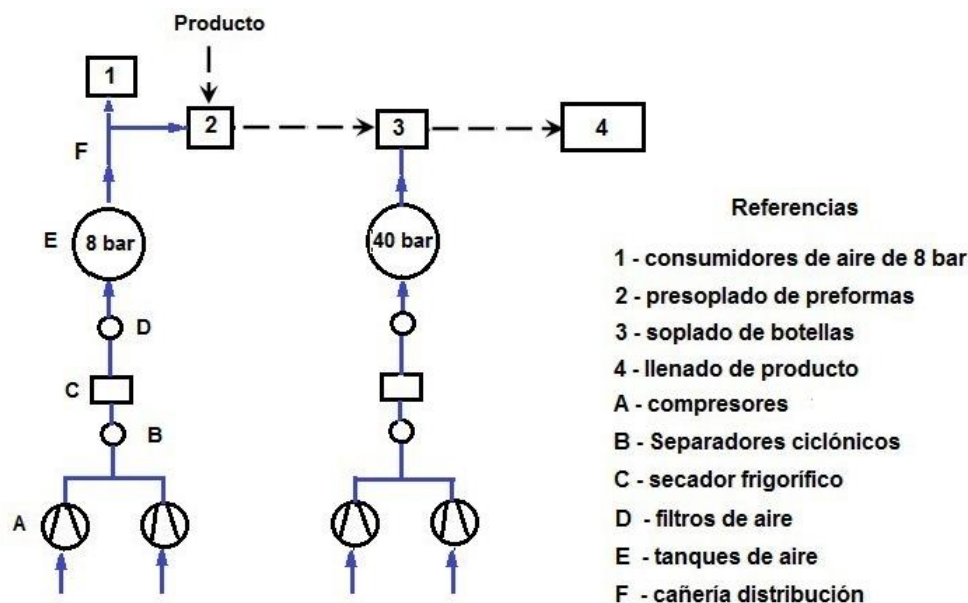 Producto
1
2
3
4
F
E
8 bar
40 bar
D
C
B
A
Referencias
1 - consumidores de aire de 8 bar
2 - presoplado de preformas
3 - soplado de botellas
4 - llenado de producto
A - compresores
B - Separadores ciclónicos
C - secador frigorífico
D - filtros de aire
E - tanques de aire
F - cañería distribución